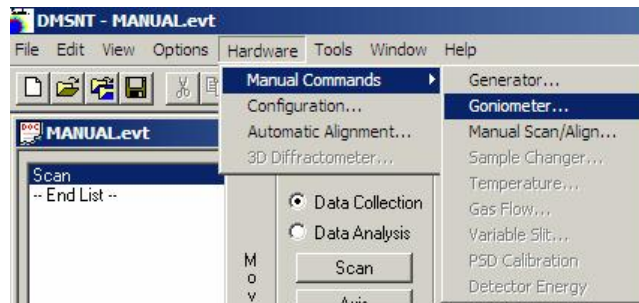 DMSNT - MANUAL.evt
File Edit View Options Hardware Tools Window Help
Manual Commands
Configuration...
Automatic Alignment...
3D Diffractometer...
Generator...
Goniometer...
Manual Scan/Align...
Sample Changer...
Temperature...
Gas Flow...
Variable Slit...
PSD Calibration
Detector Energy
MANUAL.evt
Scan
-- End List --
Data Collection
Data Analysis
M
o
v
Scan